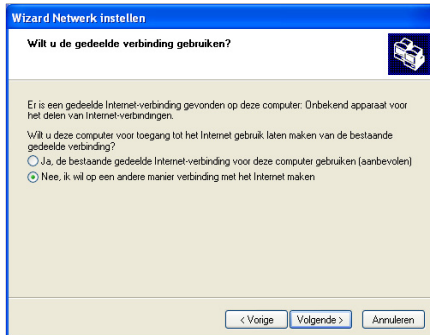 Wizard Netwerk instellen
Wilt u de gedeelde verbinding gebruiken?
Er is een gedeelde Internet-verbinding gevonden op deze computer: Onbekend apparaat voor
het delen van Internet-verbindingen.
Wilt u deze computer voor toegang tot het Internet gebruik laten maken van de bestaande
gedeelde verbinding?
Ja, de bestaande gedeelde Internet-verbinding voor deze computer gebruiken (aanbevolen)
Nee, ik wil op een andere manier verbinding met het Internet maken
< Vorige Volgende > Annuleren